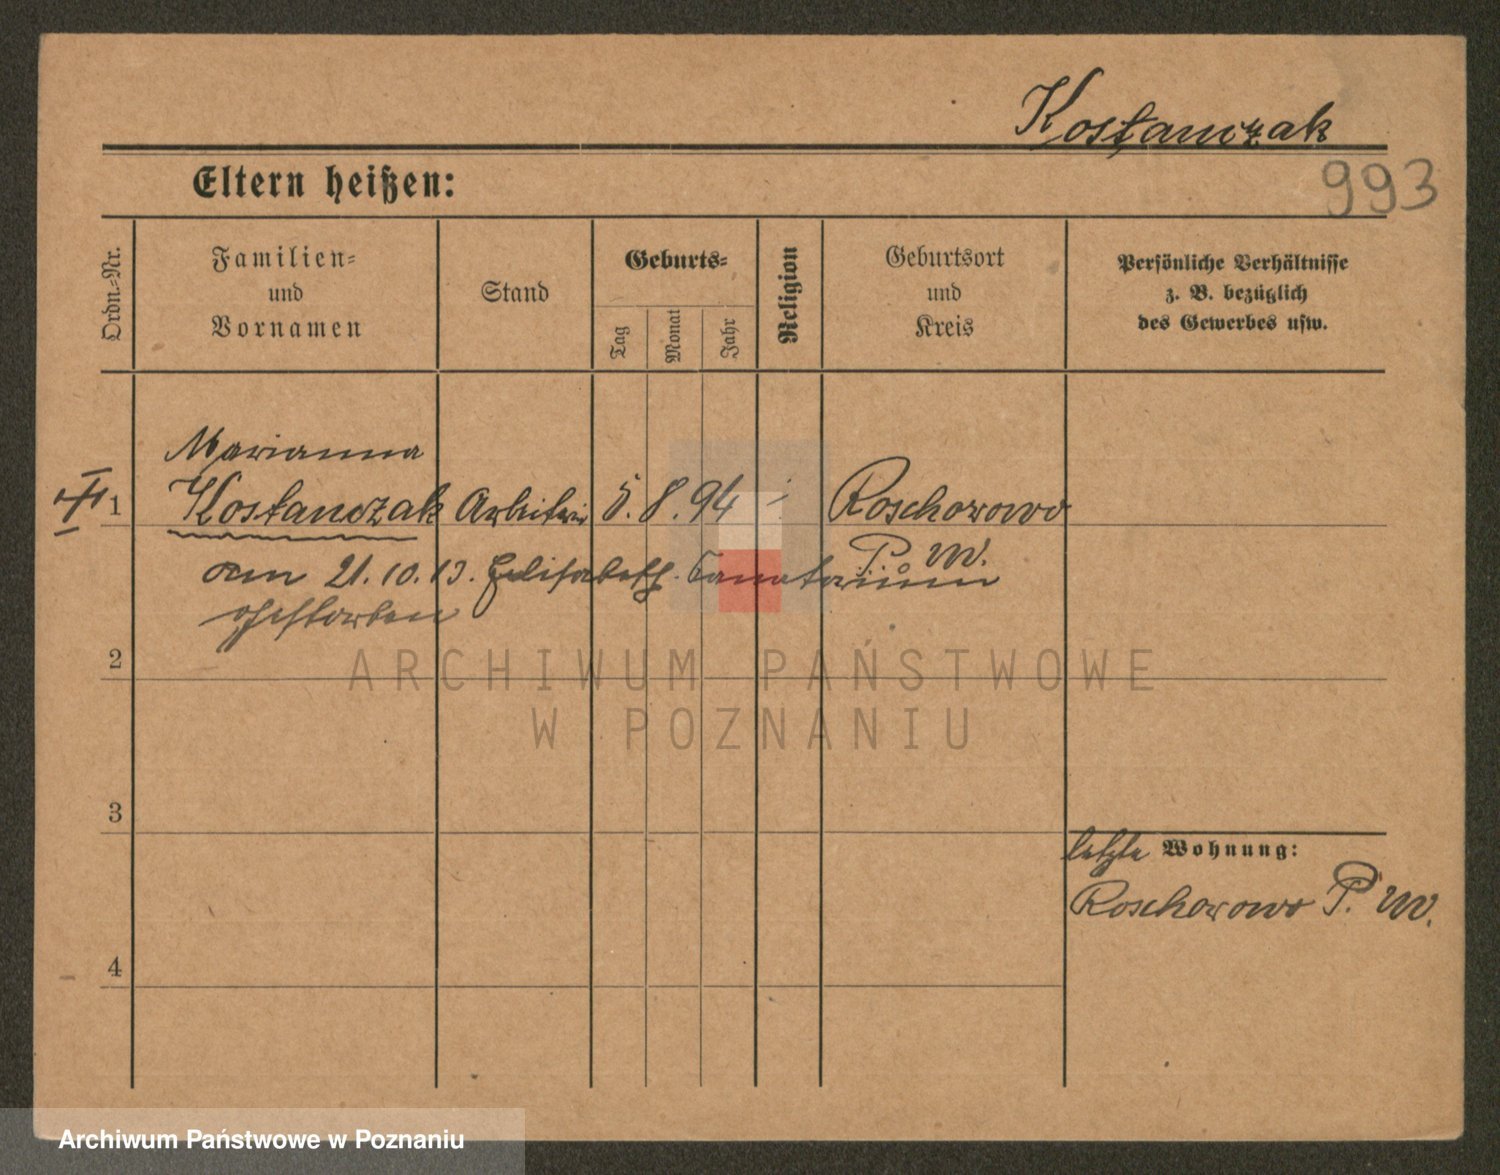 Kostanczak
993
Eltern heißen:
Ordn.-Nr.
Familien-
und
Vornamen
Stand
Geburts-
Tag
Monat
Jahr
Religion
Geburtsort
und
Kreis
Persönliche Verhältnisse
z. B. bezüglich
des Gewerbes usw.
Marianna
1 Kostanczak Arbeiterin 5. 8. 94 Roschorowo
P. W.
am 21. 10. 13. Elisabeth. Sanatorium
gestorben
2
ARCHIWUM PAŃSTWOWE
W POZNANIU
3
letzte Wohnung:
Roschorowo P. W.
4
Archiwum Państwowe w Poznaniu